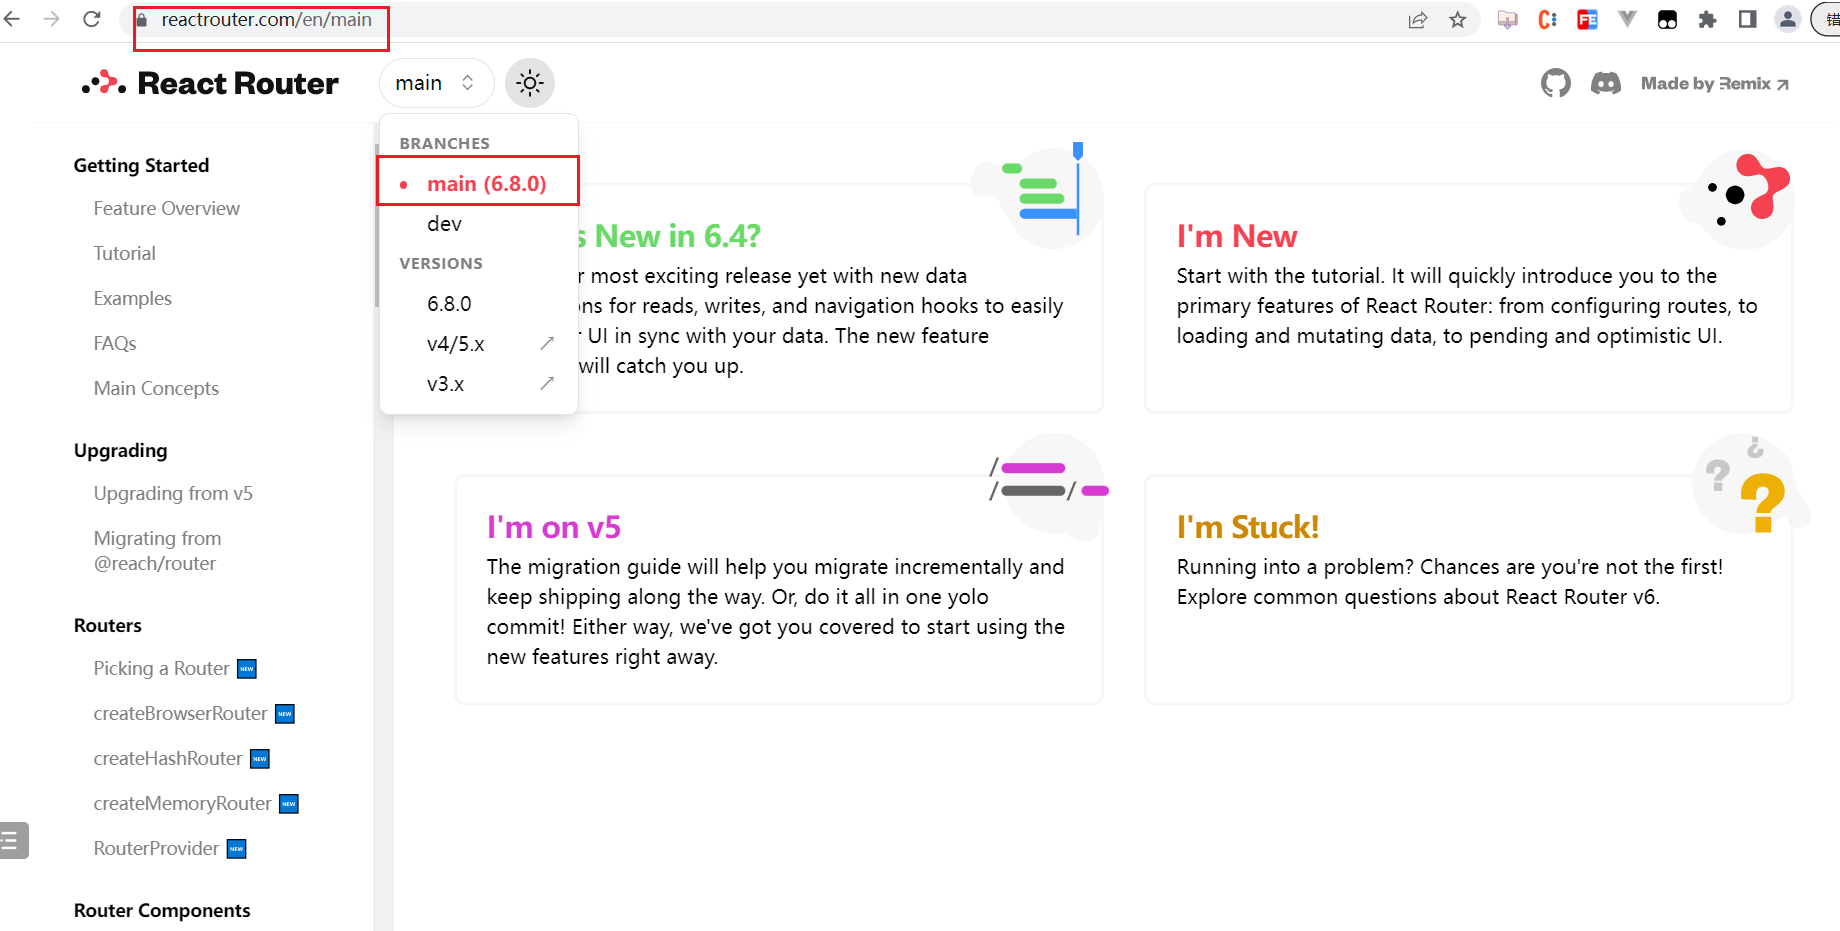 reactrouter.com/en/main
错
React Router
main
Made by Remix
BRANCHES
main (6.8.0)
dev
VERSIONS
6.8.0
v4/5.x
v3.x
Getting Started
Feature Overview
Tutorial
Examples
FAQs
Main Concepts
Upgrading
Upgrading from v5
Migrating from
@reach/router
Routers
Picking a Router NEW
createBrowserRouter NEW
createHashRouter NEW
createMemoryRouter NEW
RouterProvider NEW
Router Components
s New in 6.4?
r most exciting release yet with new data
ons for reads, writes, and navigation hooks to easily
r UI in sync with your data. The new feature
will catch you up.
I'm New
Start with the tutorial. It will quickly introduce you to the
primary features of React Router: from configuring routes, to
loading and mutating data, to pending and optimistic UI.
I'm on v5
The migration guide will help you migrate incrementally and
keep shipping along the way. Or, do it all in one yolo
commit! Either way, we've got you covered to start using the
new features right away.
I'm Stuck!
Running into a problem? Chances are you're not the first!
Explore common questions about React Router v6.